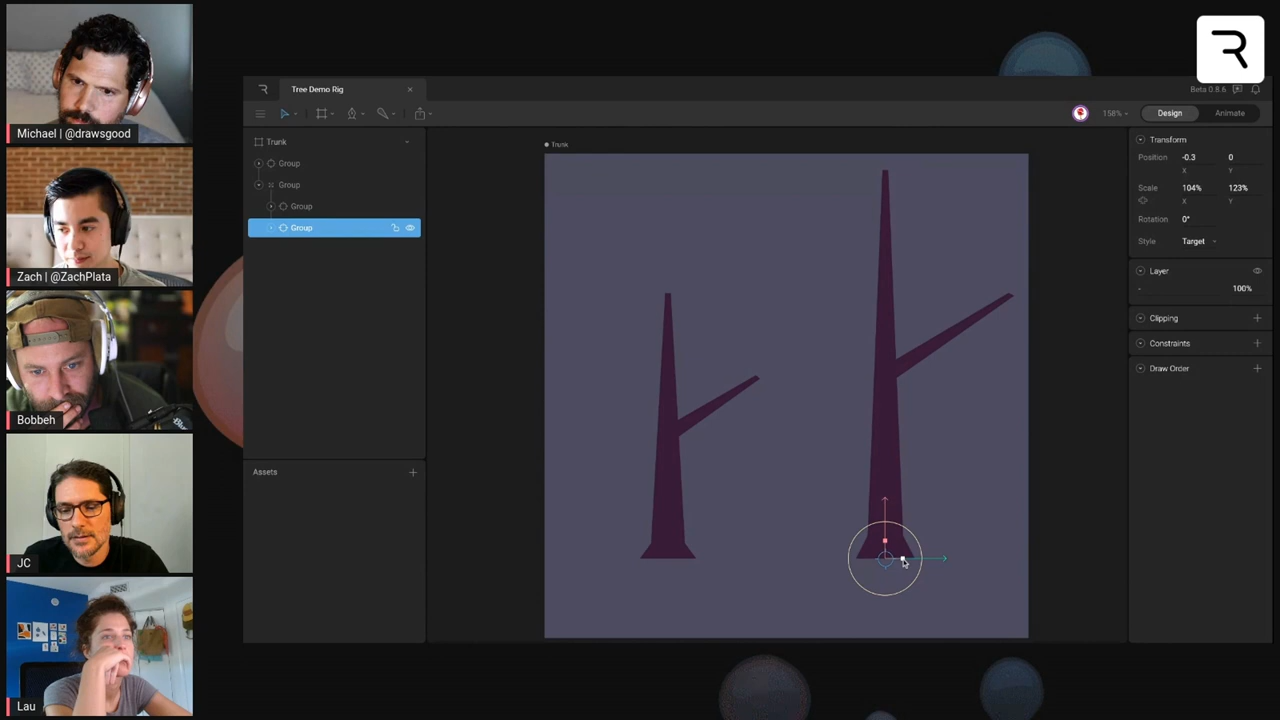 Michael | @drawsgood
Zach | @ZachPlata
Bobbeh
JC
Lau
Tree Demo Rig
Beta 0.8.6
158%
Design
Animate
Trunk
Group
Group
Group
Group
Assets
Trunk
Transform
Position -0.3 0
X Y
Scale 104% 123%
X Y
Rotation 0°
Style Target
Layer
- 100%
Clipping
Constraints
Draw Order